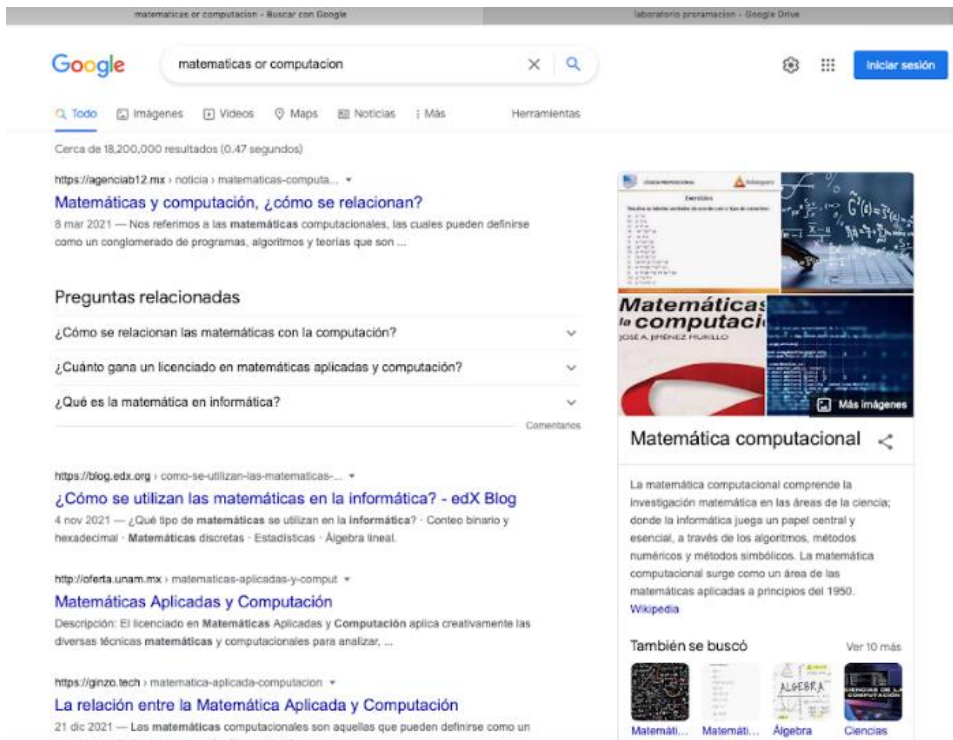 matematicas or computacion - Buscar con Google
laboratorio proramacion - Google Drive
Google
matematicas or computacion
Iniciar sesión
Todo Imágenes Videos Maps Noticias Más Herramientas
Cerca de 18,200,000 resultados (0.47 segundos)
https://agenciab12.mx › noticia › matematicas-computa...
Matemáticas y computación, ¿cómo se relacionan?
8 mar 2021 — Nos referimos a las matemáticas computacionales, las cuales pueden definirse
como un conglomerado de programas, algoritmos y teorías que son ...
Preguntas relacionadas
¿Cómo se relacionan las matemáticas con la computación?
¿Cuánto gana un licenciado en matemáticas aplicadas y computación?
¿Qué es la matemática en informática?
Comentarios
https://blog.edx.org › como-se-utilizan-las-matematicas-...
¿Cómo se utilizan las matemáticas en la informática? - edX Blog
4 nov 2021 — ¿Qué tipo de matemáticas se utilizan en la informática? · Conteo binario y
hexadecimal · Matemáticas discretas · Estadísticas · Álgebra lineal.
http://oferta.unam.mx › matematicas-aplicadas-y-comput
Matemáticas Aplicadas y Computación
Descripción: El licenciado en Matemáticas Aplicadas y Computación aplica creativamente las
diversas técnicas matemáticas y computacionales para analizar, ...
https://ginzo.tech › matematica-aplicada-computacion
La relación entre la Matemática Aplicada y Computación
21 dic 2021 — Las matemáticas computacionales son aquellas que pueden definirse como un
Ejercicios
Matemáticas
la computaci
JOSÉ A. JIMÉNEZ MURILLO
Más imágenes
Matemática computacional
La matemática computacional comprende la
investigación matemática en las áreas de la ciencia;
donde la informática juega un papel central y
esencial, a través de los algoritmos, métodos
numéricos y métodos simbólicos. La matemática
computacional surge como un área de las
matemáticas aplicadas a principios del 1950.
Wikipedia
También se buscó
Ver 10 más
ALGEBRA
CIENCIAS DE LA
COMPUTACIÓN
Matemáti... Matemáti... Álgebra Ciencias